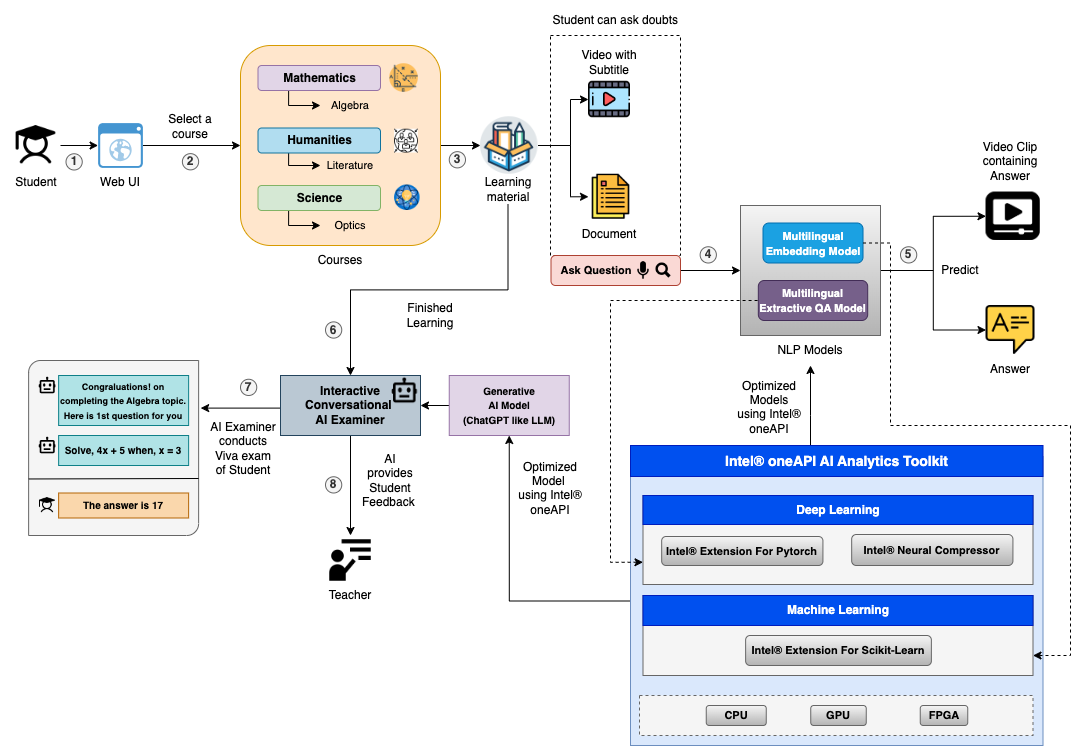 Student can ask doubts
Video with
Subtitle
Mathematics
Algebra
Select a
course
Humanities
Literature
Science
Optics
Courses
1
2
3
Student
Web UI
Learning
material
Document
Ask Question
4
Multilingual
Embedding Model
Multilingual
Extractive QA Model
NLP Models
5
Predict
Video Clip
containing
Answer
Answer
Finished
Learning
6
Congraluations! on
completing the Algebra topic.
Here is 1st question for you
Solve, 4x + 5 when, x = 3
The answer is 17
7
AI Examiner
conducts
Viva exam
of Student
Interactive
Conversational
AI Examiner
Generative
AI Model
(ChatGPT like LLM)
8
AI
provides
Student
Feedback
Teacher
Optimized
Model
using Intel®
oneAPI
Optimized
Models
using Intel®
oneAPI
Intel® oneAPI AI Analytics Toolkit
Deep Learning
Intel® Extension For Pytorch
Intel® Neural Compressor
Machine Learning
Intel® Extension For Scikit-Learn
CPU
GPU
FPGA